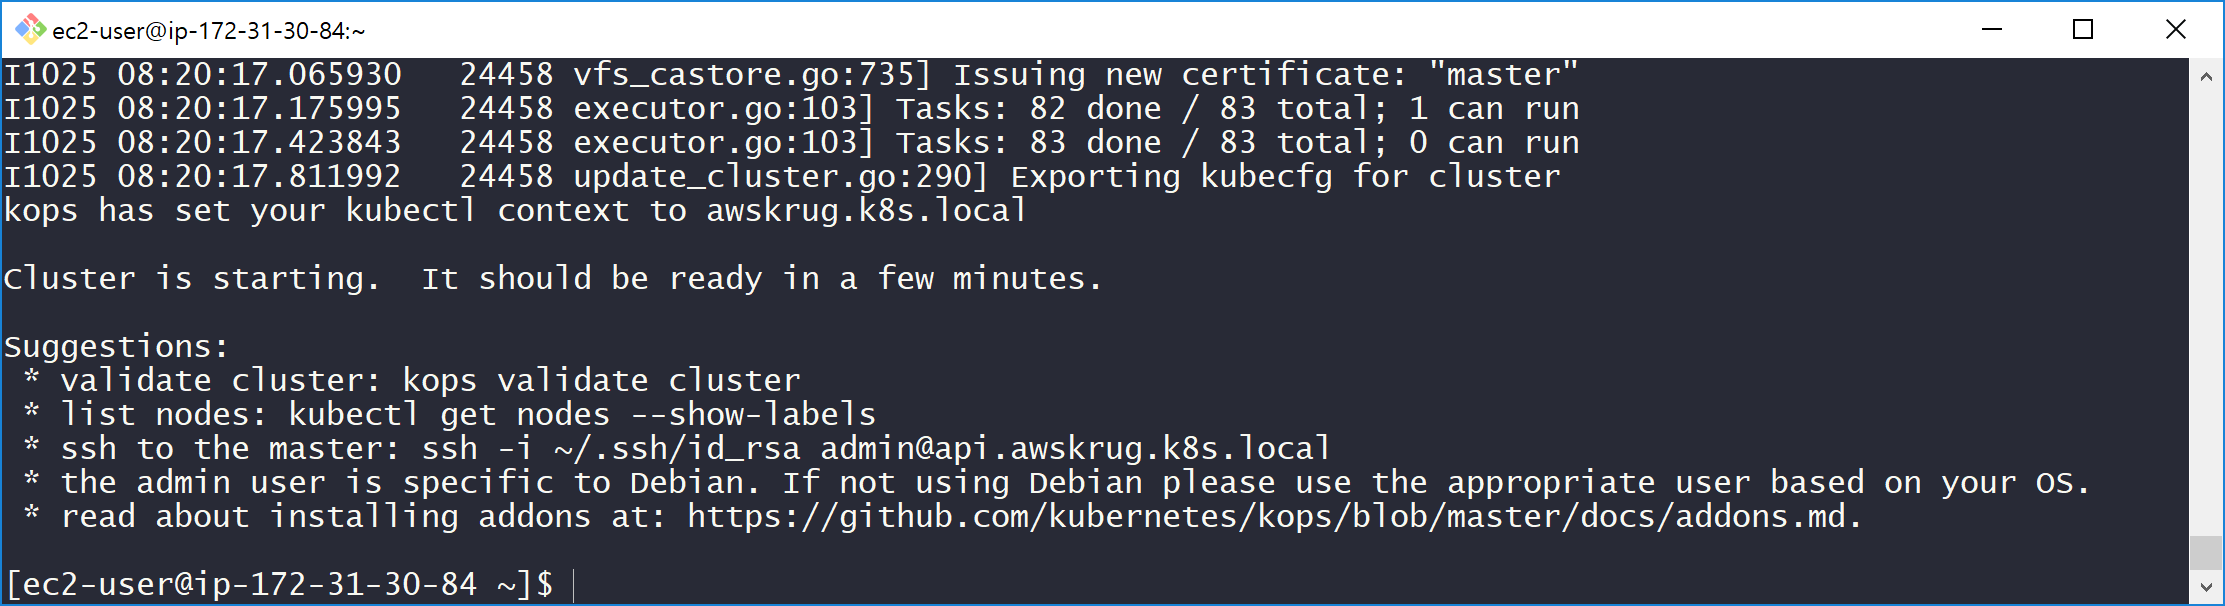 ec2-user@ip-172-31-30-84:~
I1025 08:20:17.065930   24458 vfs_castore.go:735] Issuing new certificate: "master"
I1025 08:20:17.175995   24458 executor.go:103] Tasks: 82 done / 83 total; 1 can run
I1025 08:20:17.423843   24458 executor.go:103] Tasks: 83 done / 83 total; 0 can run
I1025 08:20:17.811992   24458 update_cluster.go:290] Exporting kubecfg for cluster
kops has set your kubectl context to awskrug.k8s.local
Cluster is starting.  It should be ready in a few minutes.
Suggestions:
 * validate cluster: kops validate cluster
 * list nodes: kubectl get nodes --show-labels
 * ssh to the master: ssh -i ~/.ssh/id_rsa admin@api.awskrug.k8s.local
 * the admin user is specific to Debian. If not using Debian please use the appropriate user based on your OS.
 * read about installing addons at: https://github.com/kubernetes/kops/blob/master/docs/addons.md.
[ec2-user@ip-172-31-30-84 ~]$